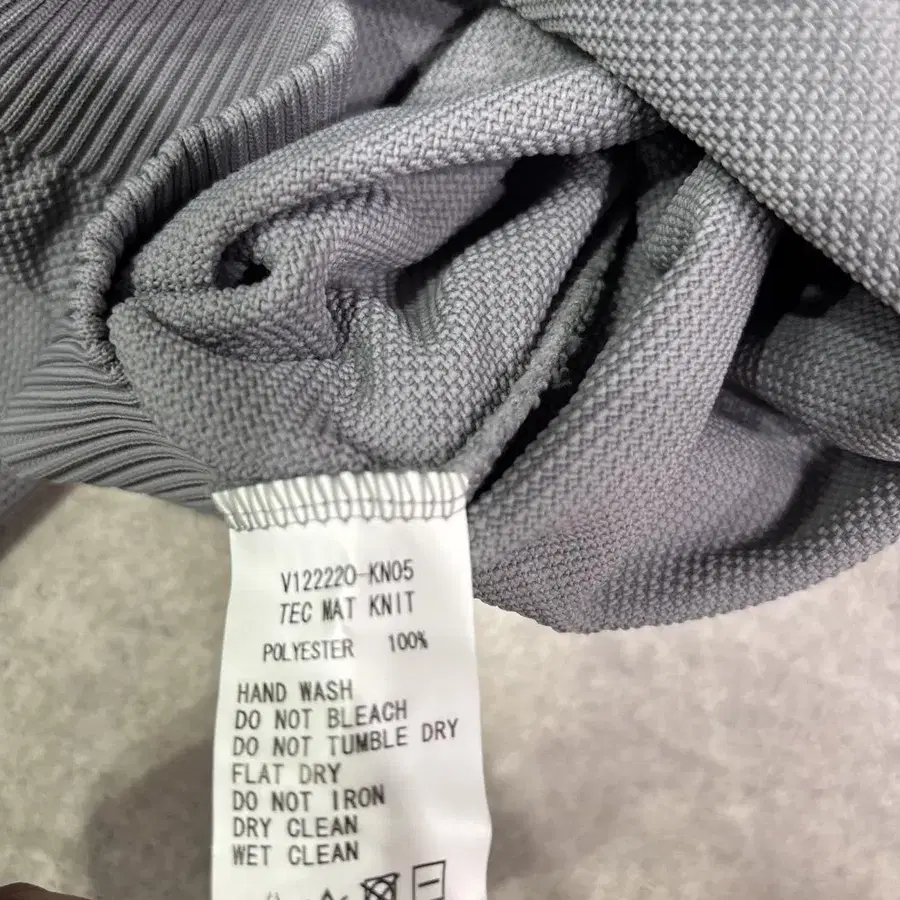 V122220-KN05
TEC MAT KNIT
POLYESTER 100%
HAND WASH
DO NOT BLEACH
DO NOT TUMBLE DRY
FLAT DRY
DO NOT IRON
DRY CLEAN
WET CLEAN